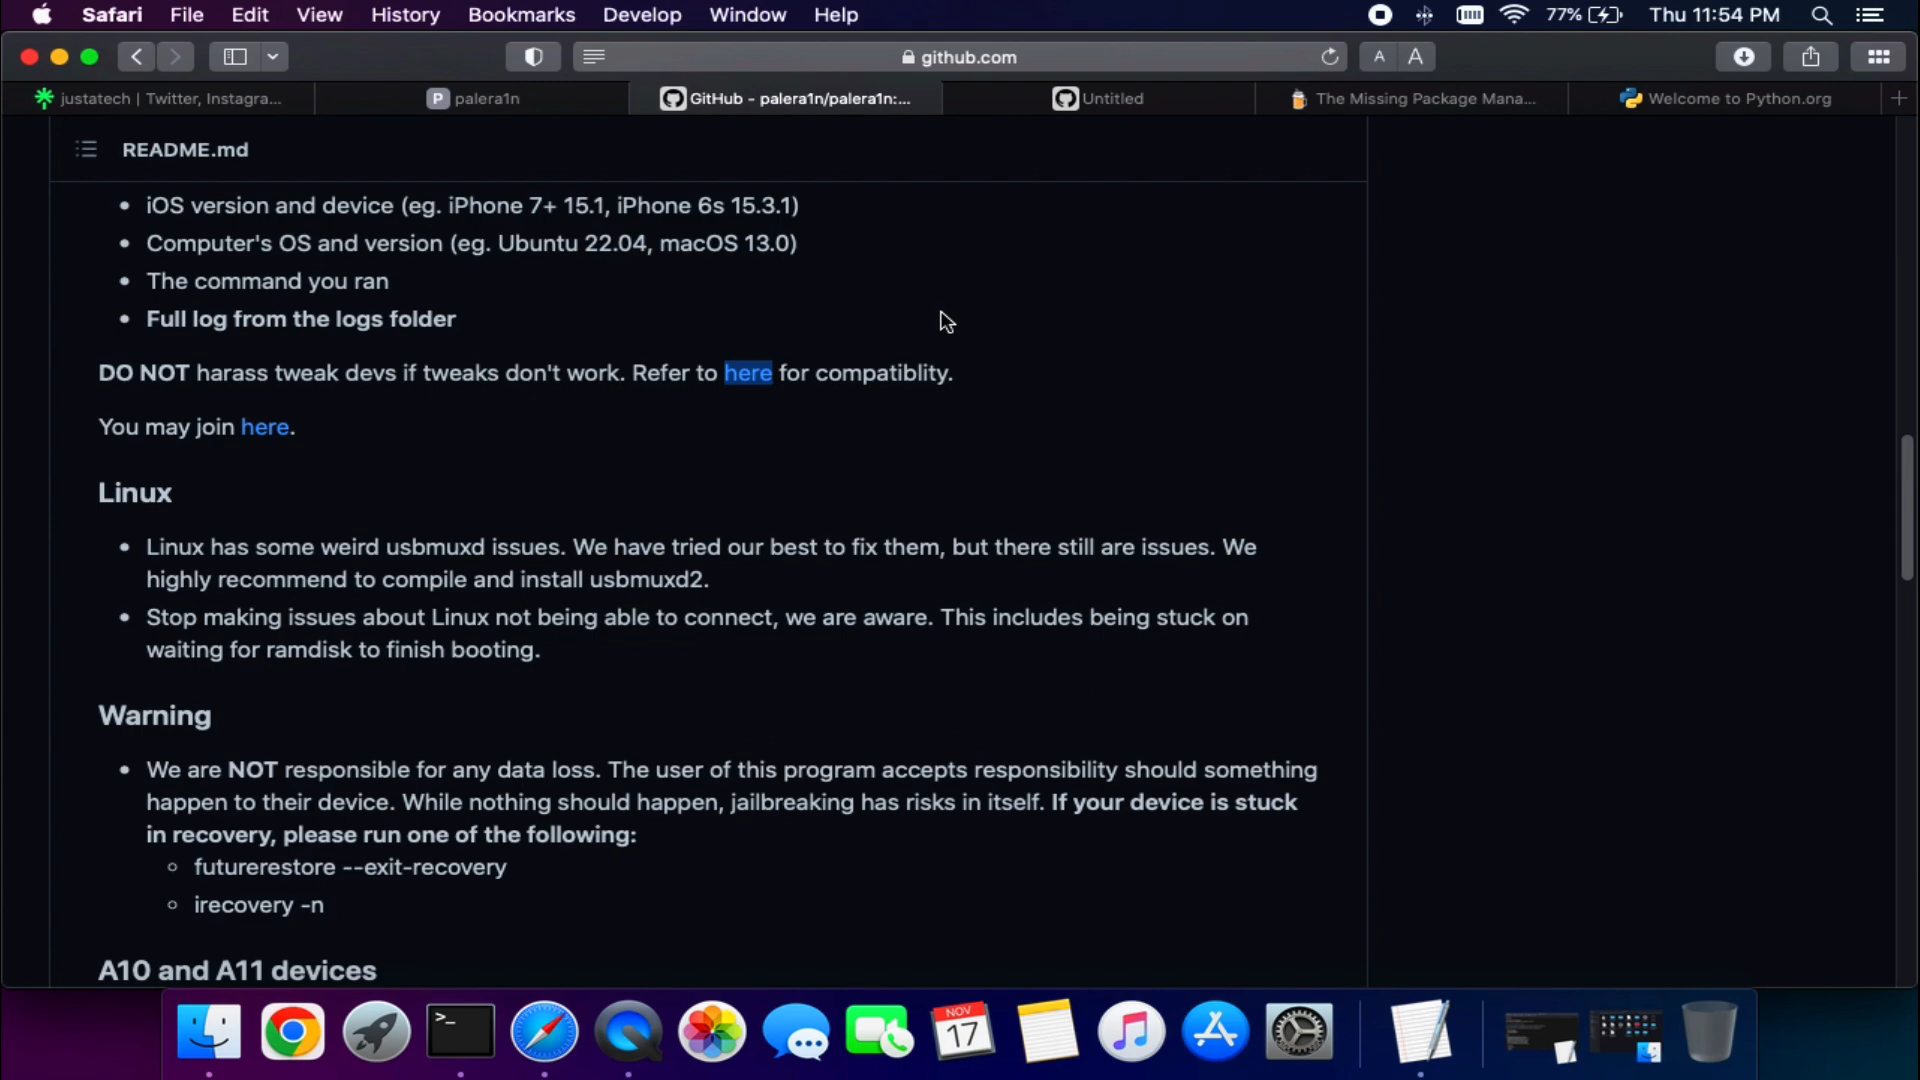 Safari File Edit View History Bookmarks Develop Window Help 77% Thu 11:54 PM
github.com A A
justatech | Twitter, Instagra... P palera1n GitHub - palera1n/palera1n:... Untitled The Missing Package Mana... Welcome to Python.org
README.md
• iOS version and device (eg. iPhone 7+ 15.1, iPhone 6s 15.3.1)
• Computer's OS and version (eg. Ubuntu 22.04, macOS 13.0)
• The command you ran
• Full log from the logs folder
DO NOT harass tweak devs if tweaks don't work. Refer to here for compatiblity.
You may join here.
Linux
• Linux has some weird usbmuxd issues. We have tried our best to fix them, but there still are issues. We
highly recommend to compile and install usbmuxd2.
• Stop making issues about Linux not being able to connect, we are aware. This includes being stuck on
waiting for ramdisk to finish booting.
Warning
• We are NOT responsible for any data loss. The user of this program accepts responsibility should something
happen to their device. While nothing should happen, jailbreaking has risks in itself. If your device is stuck
in recovery, please run one of the following:
◦ futurerestore --exit-recovery
◦ irecovery -n
A10 and A11 devices
>_
NOV
17